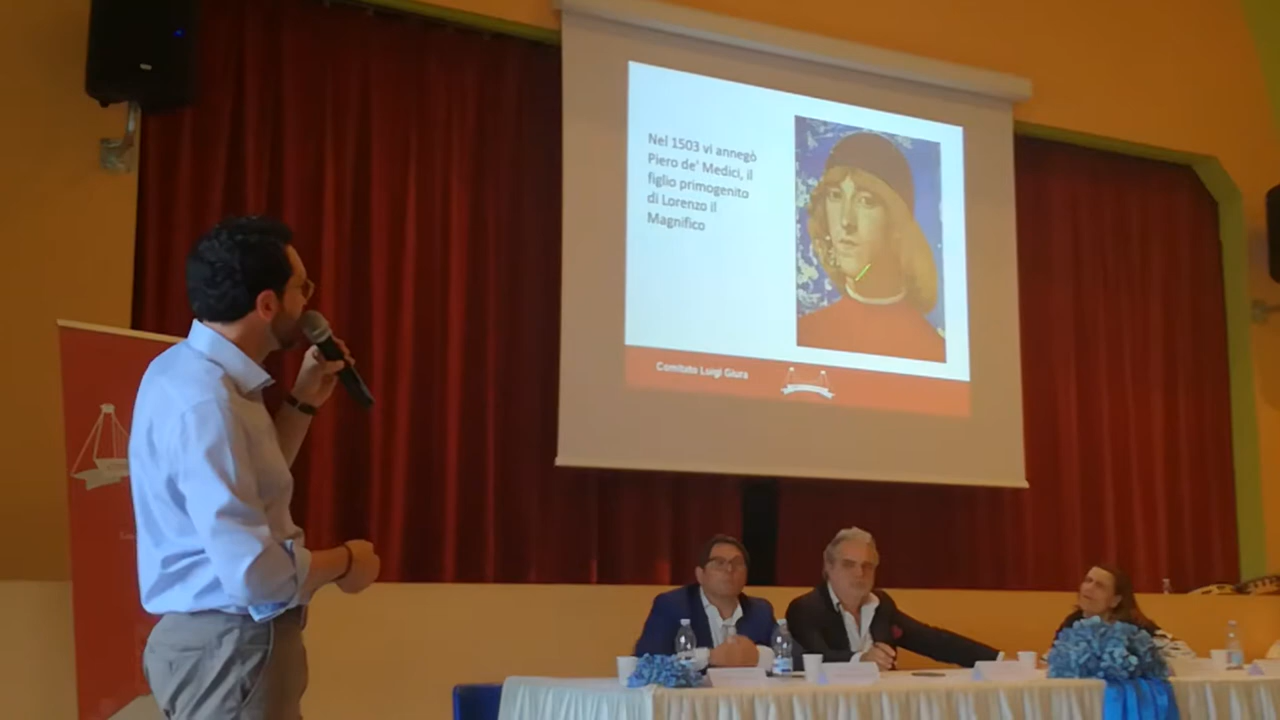 Nel 1503 vi annegò
Piero de' Medici, il
figlio primogenito
di Lorenzo il
Magnifico
Comitato Luigi Giura